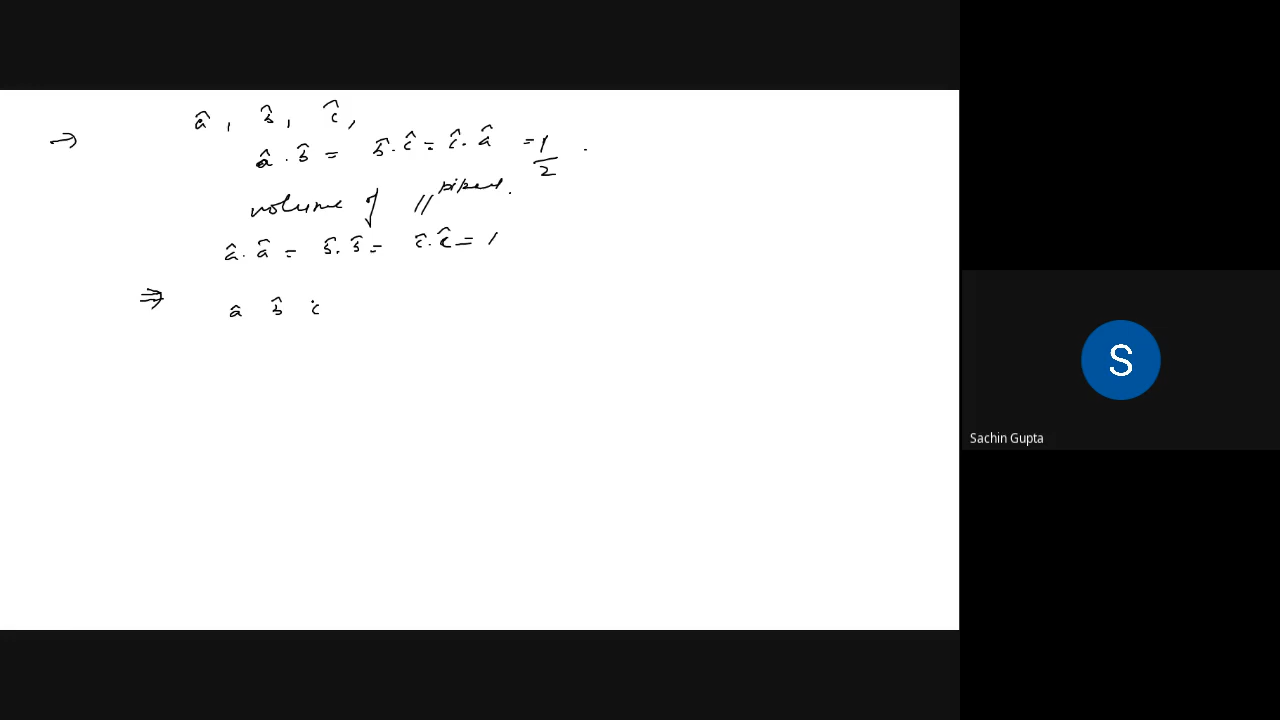 → â, b̂, ĉ,
â . b̂ = b̂ . ĉ = ĉ . â = 1/2 .
volume of // piped.
â . â = b̂ . b̂ = ĉ . ĉ = 1
⇒ â b̂ ċ
S
Sachin Gupta